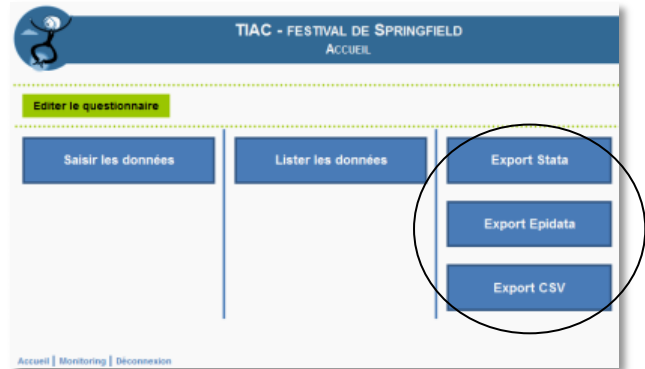 TIAC - FESTIVAL DE SPRINGFIELD
ACCUEIL
Editer le questionnaire
Saisir les données
Lister les données
Export Stata
Export Epidata
Export CSV
Accueil | Monitoring | Déconnexion